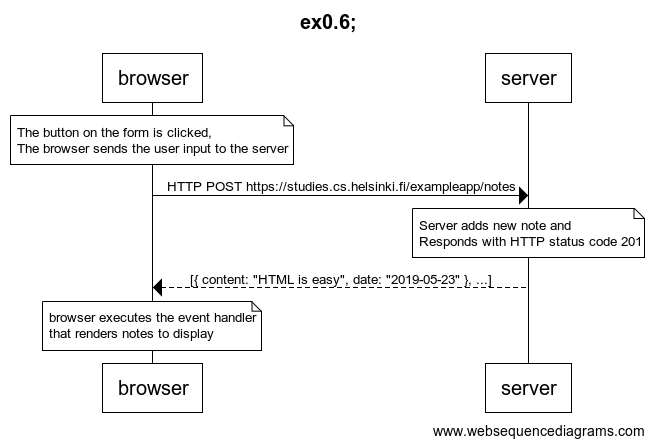 ex0.6;
browser
server
The button on the form is clicked,
The browser sends the user input to the server
HTTP POST https://studies.cs.helsinki.fi/exampleapp/notes
Server adds new note and
Responds with HTTP status code 201
[{ content: "HTML is easy", date: "2019-05-23" }, ...]
browser executes the event handler
that renders notes to display
browser
server
www.websequencediagrams.com